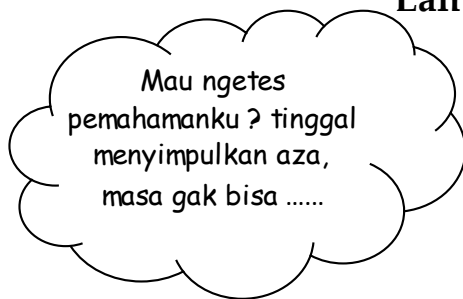 Mau ngetes
pemahamanku ? tinggal
menyimpulkan aza,
masa gak bisa ......